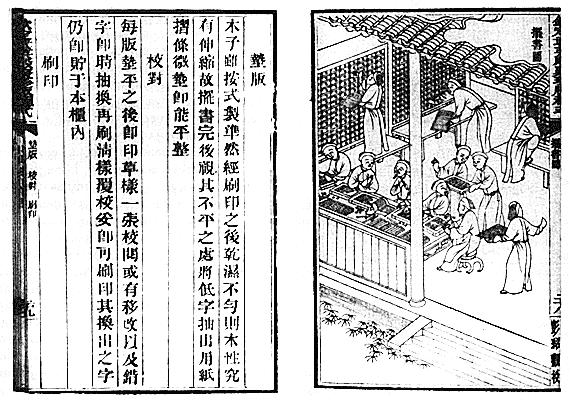 擺書圖
墊版
木子雖按式製準然經刷印之後乾濕不勻則木性究
有伸縮故擺書完後視其不平之處將低字抽出用紙
摺條微墊即能平整
校對
每版墊平之後即印草樣一張校閱或有移改以及錯
字即時抽換再刷清樣覆校妥即可刷印其換出之字
仍即貯于本櫃內
刷印
墊版 校對 刷印